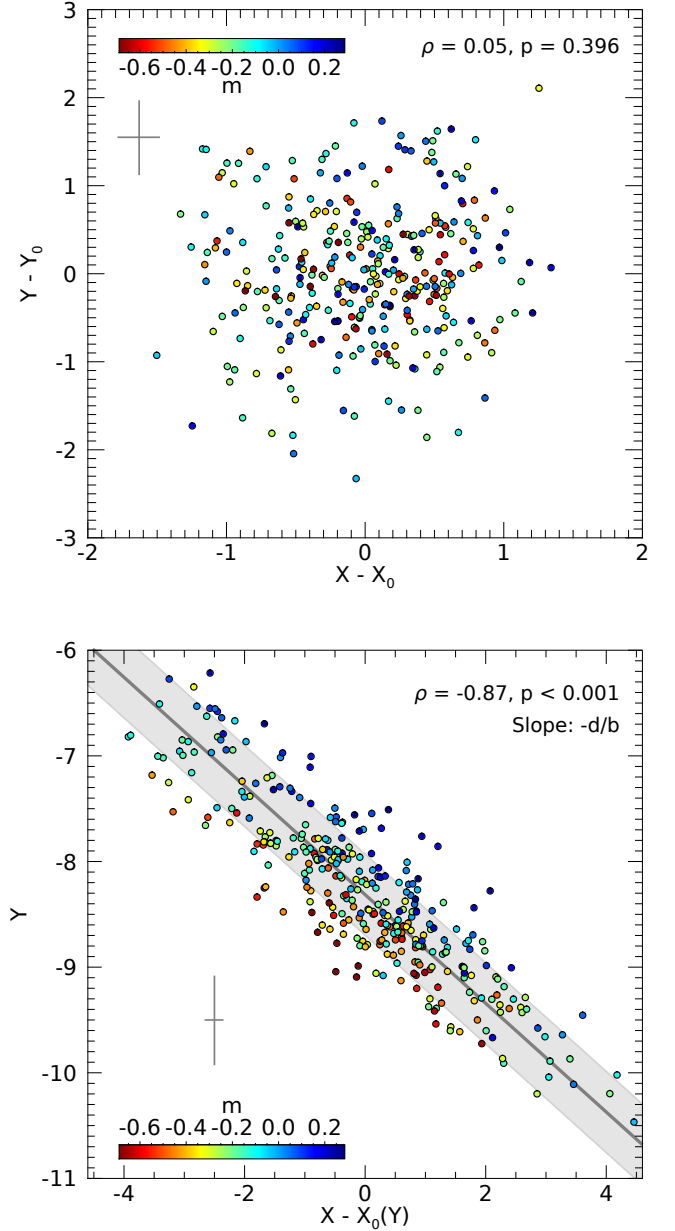 3
-0.6 -0.4 -0.2 0.0 0.2
m
ρ = 0.05, p = 0.396
2
1
0
-1
-2
-3
Y - Y₀
-2 -1 0 1 2
X - X₀
-6
ρ = -0.87, p < 0.001
Slope: -d/b
-7
-8
-9
-10
-11
Y
m
-0.6 -0.4 -0.2 0.0 0.2
-4 -2 0 2 4
X - X₀(Y)